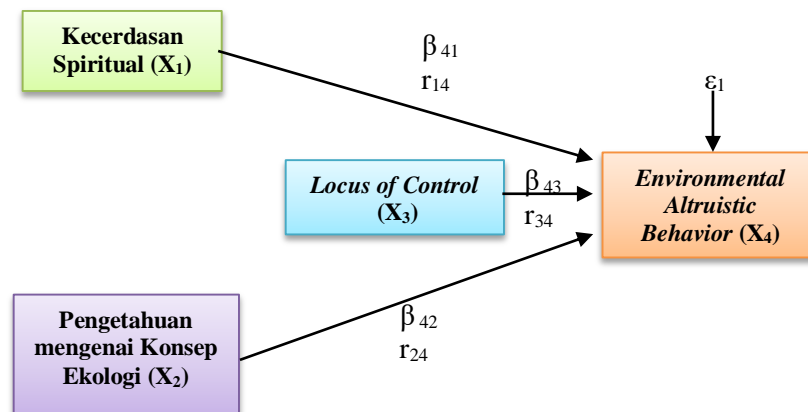 Kecerdasan
Spiritual (X₁)
β ₄₁
r₁₄
ε₁
Locus of Control
(X₃)
β ₄₃
r₃₄
Environmental
Altruistic
Behavior (X₄)
Pengetahuan
mengenai Konsep
Ekologi (X₂)
β ₄₂
r₂₄